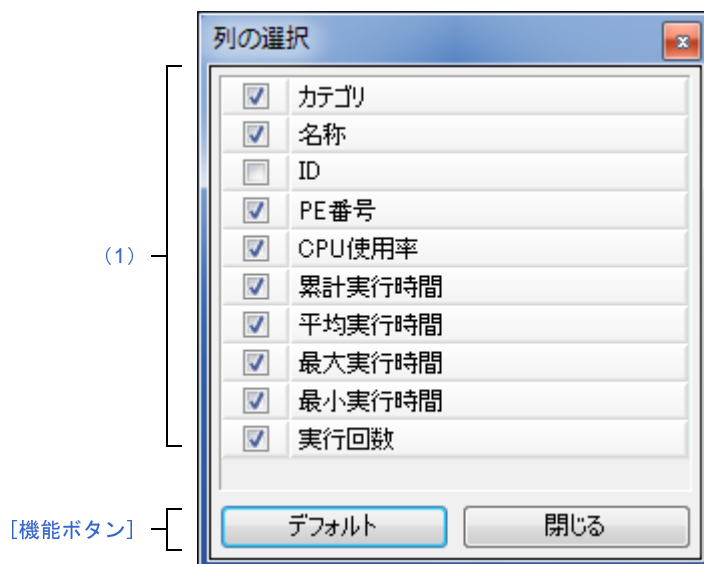 列の選択
カテゴリ
名称
ID
PE番号
(1)
CPU使用率
累計実行時間
平均実行時間
最大実行時間
最小実行時間
実行回数
[機能ボタン]
デフォルト
閉じる